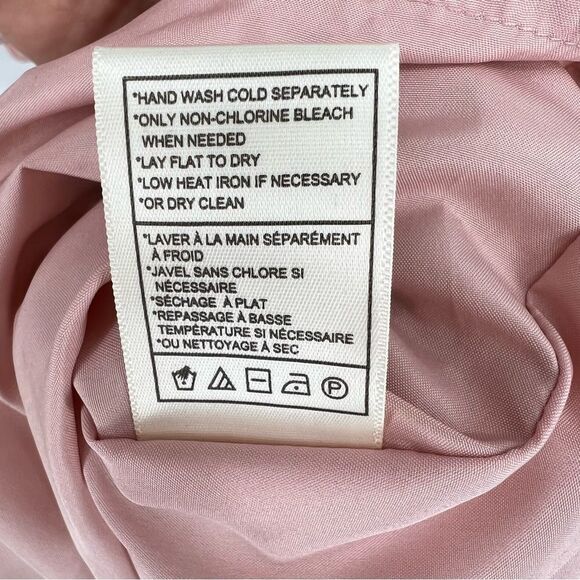 *HAND WASH COLD SEPARATELY
*ONLY NON-CHLORINE BLEACH
WHEN NEEDED
*LAY FLAT TO DRY
*LOW HEAT IRON IF NECESSARY
*OR DRY CLEAN
*LAVER À LA MAIN SÉPARÉMENT
À FROID
*JAVEL SANS CHLORE SI
NÉCESSAIRE
*SÉCHAGE À PLAT
*REPASSAGE À BASSE
TEMPÉRATURE SI NÉCESSAIRE
*OU NETTOYAGE À SEC
P